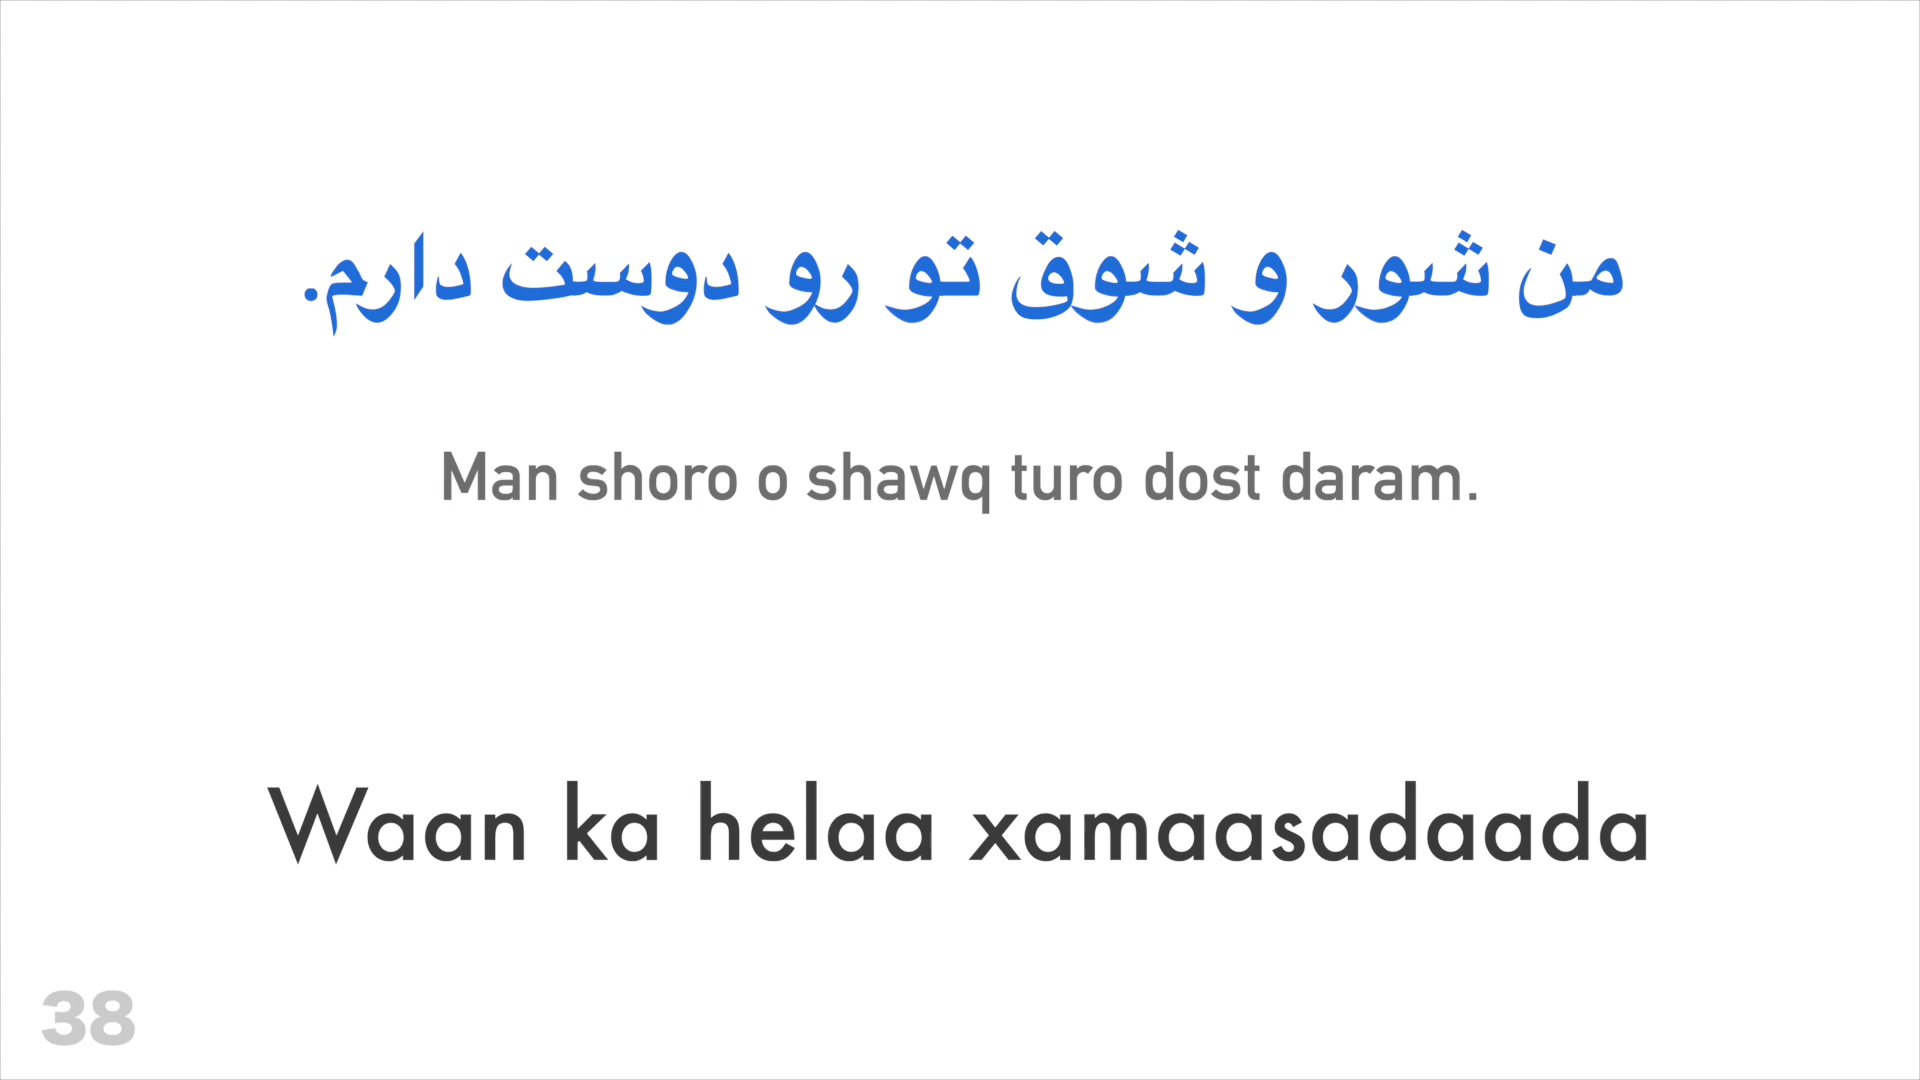 من شور و شوق تو رو دوست دارم.
Man shoro o shawq turo dost daram.
Waan ka helaa xamaasadaada
38